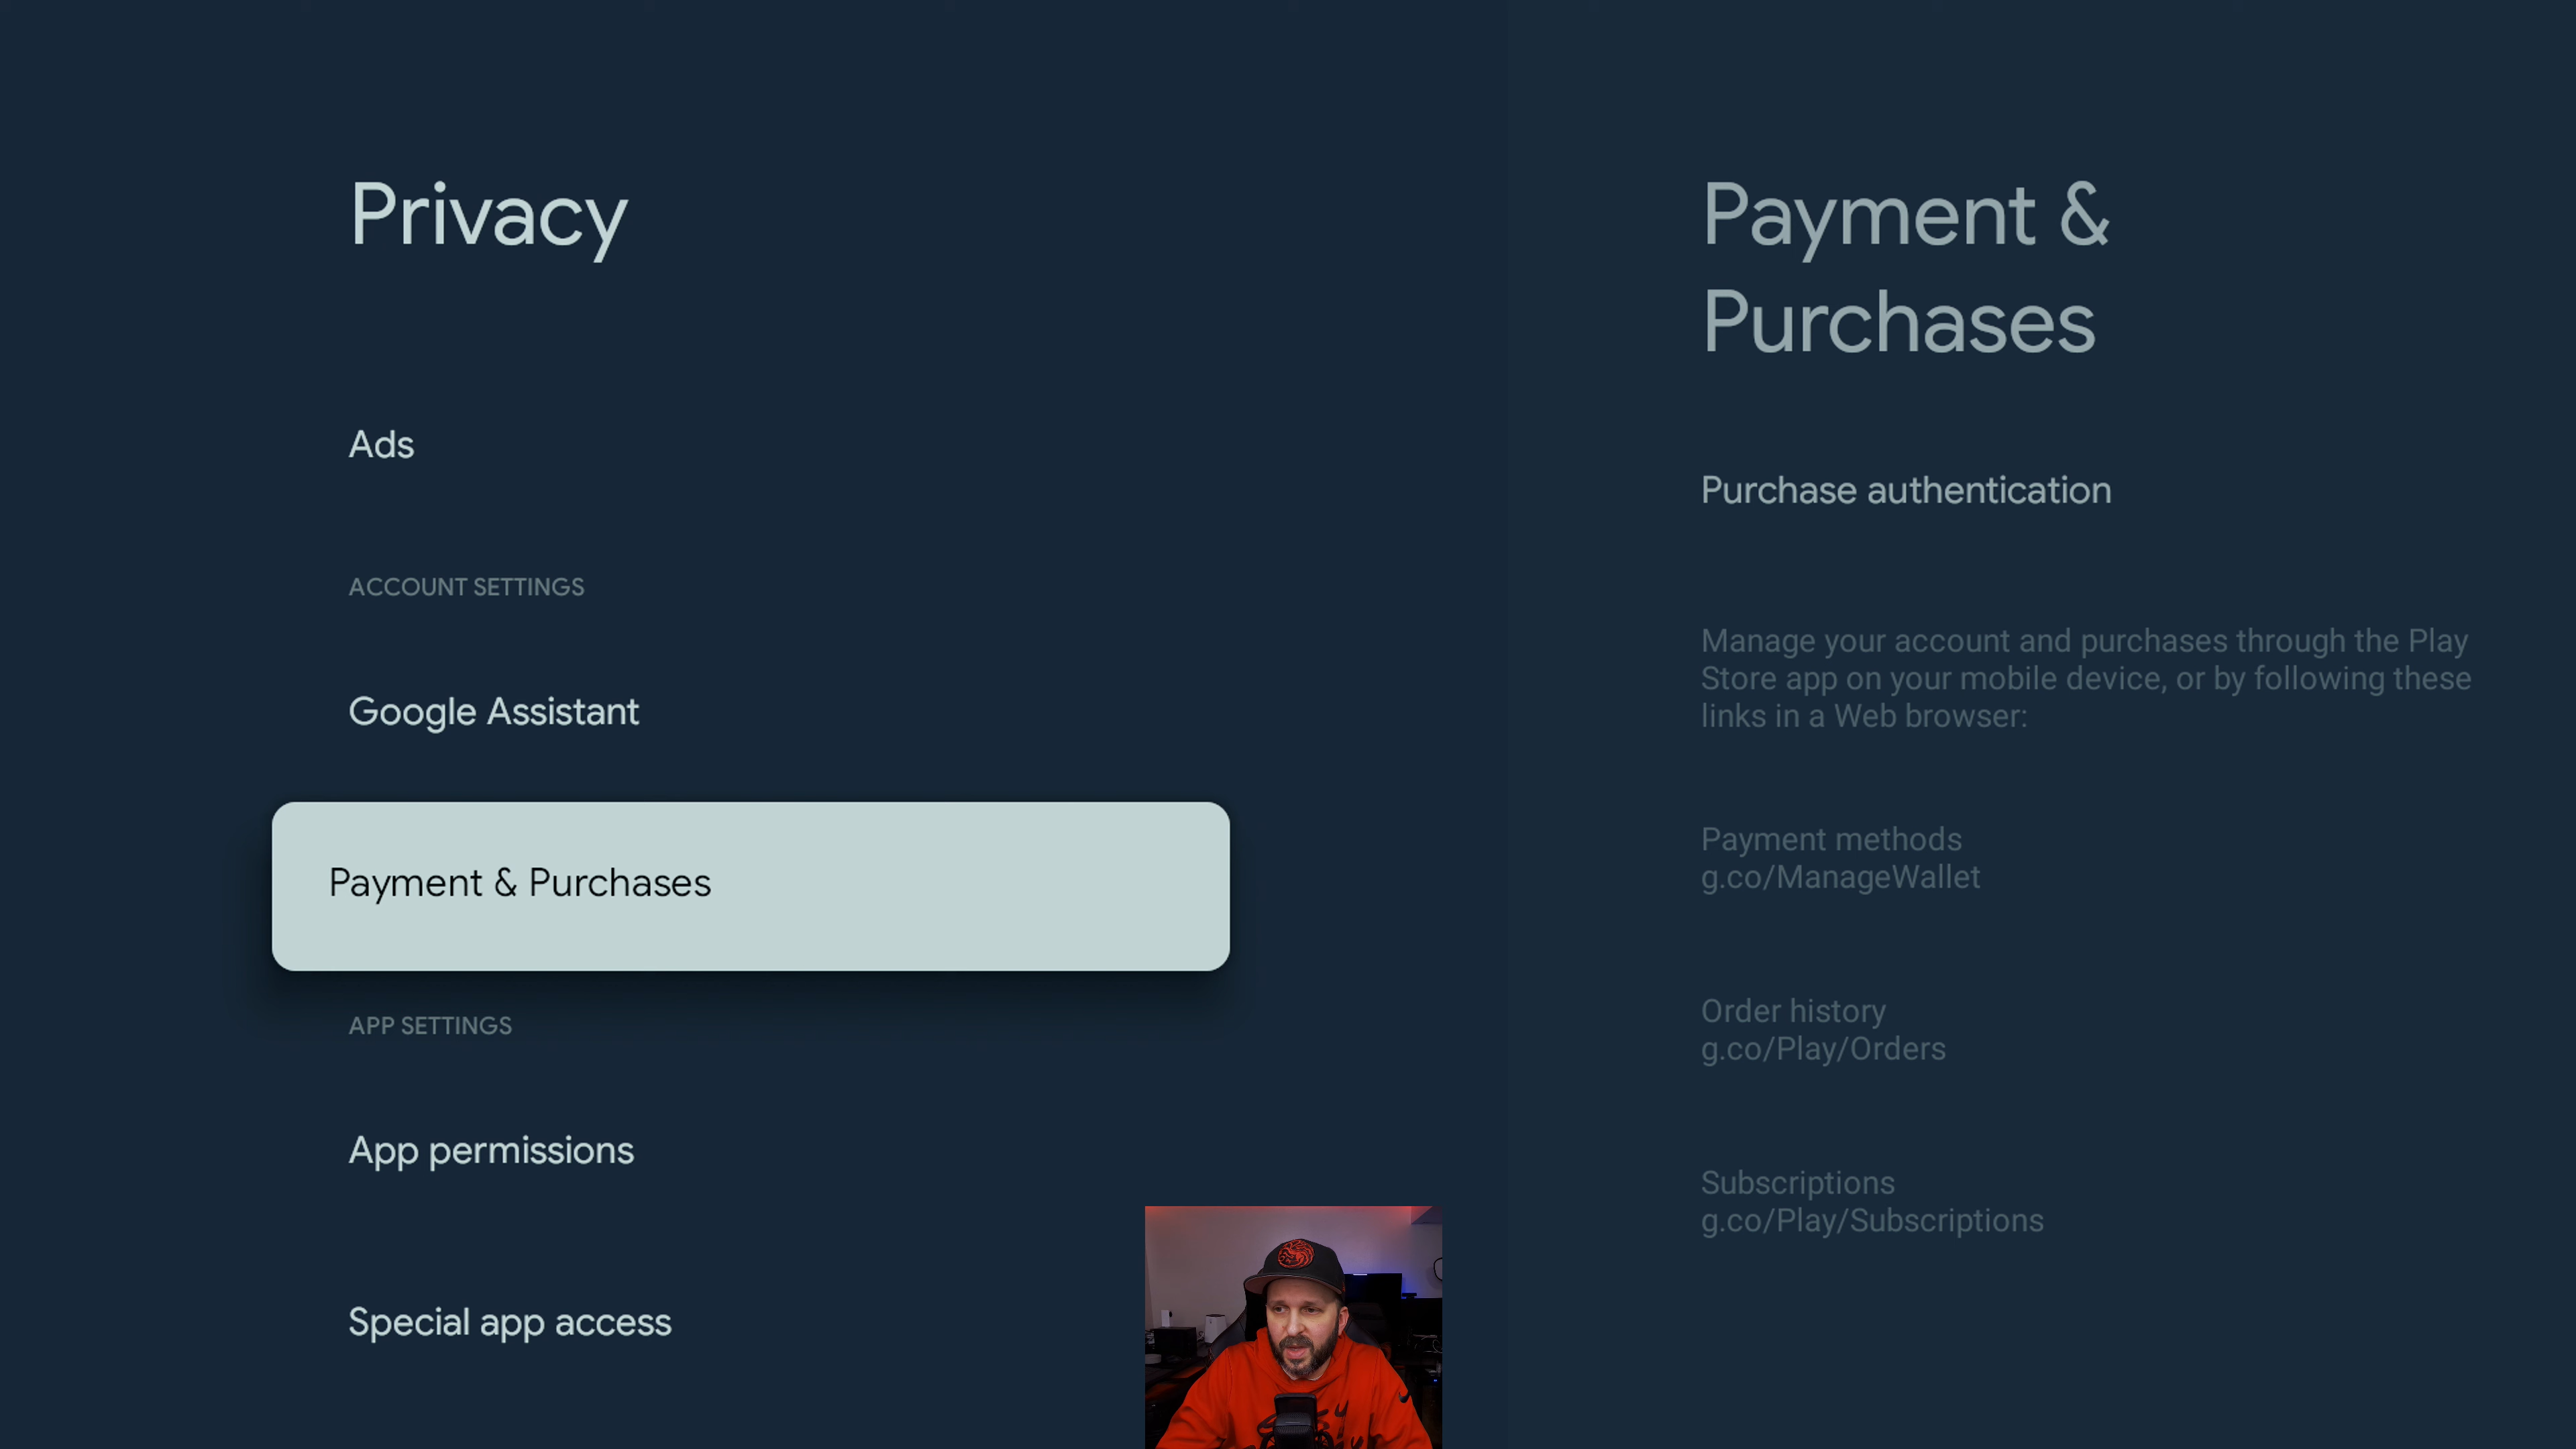 Privacy
Ads
ACCOUNT SETTINGS
Google Assistant
Payment & Purchases
APP SETTINGS
App permissions
Special app access
Payment &
Purchases
Purchase authentication
Manage your account and purchases through the Play
Store app on your mobile device, or by following these
links in a Web browser:
Payment methods
g.co/ManageWallet
Order history
g.co/Play/Orders
Subscriptions
g.co/Play/Subscriptions